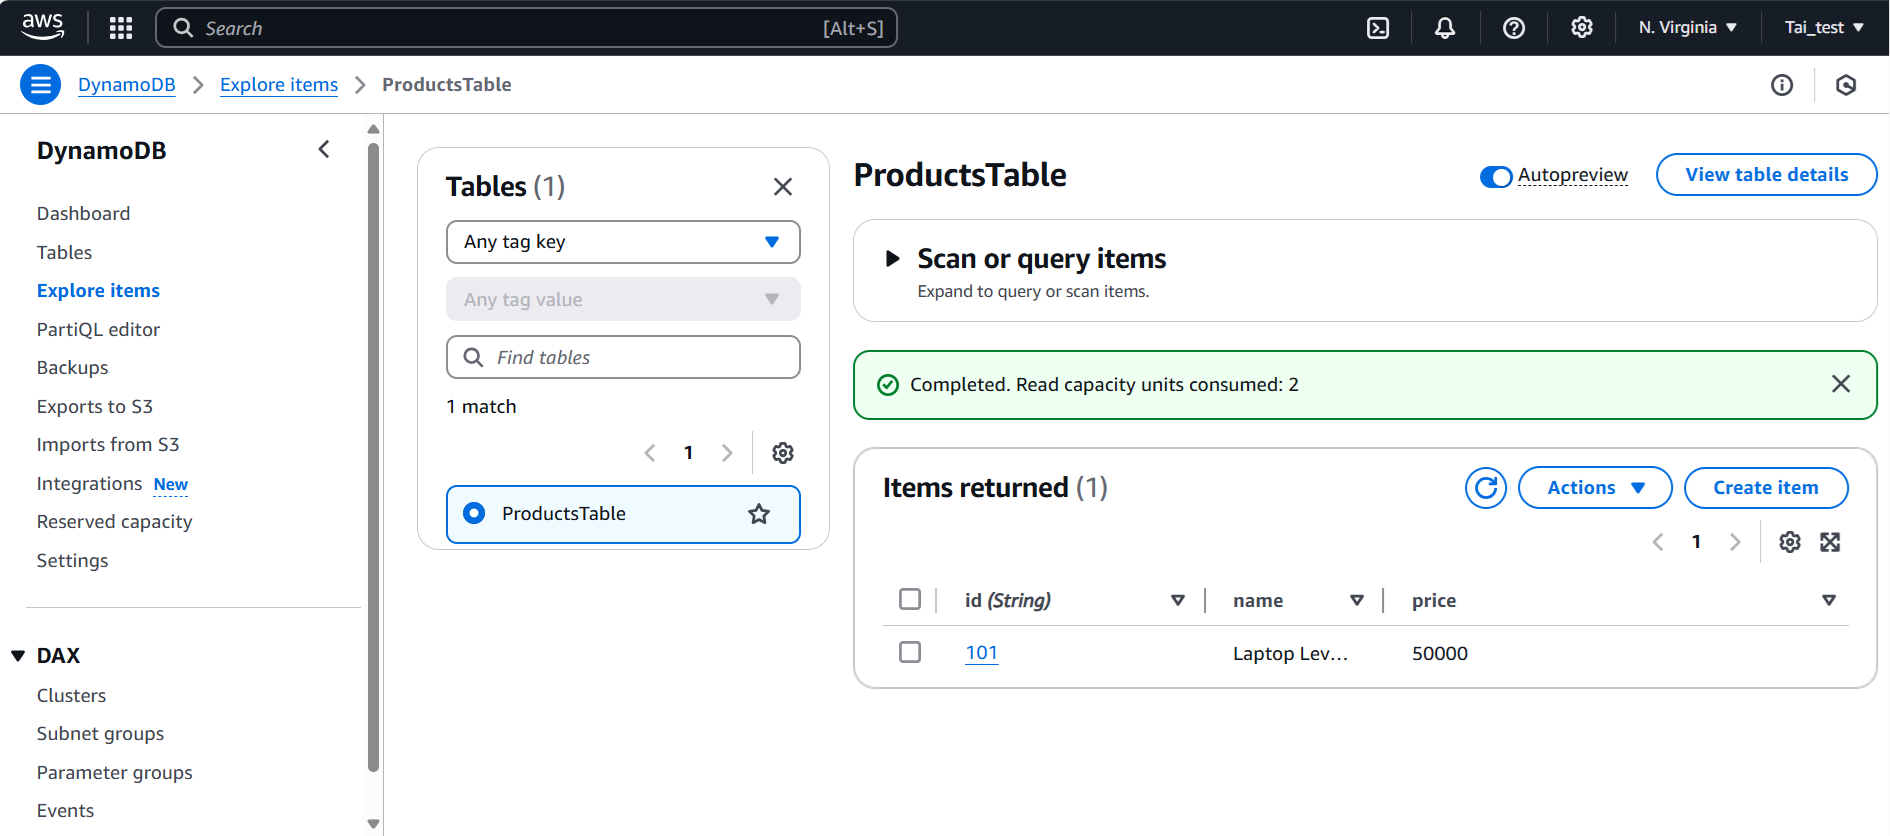 aws
Search [Alt+S]
N. Virginia
Tai_test
DynamoDB
Explore items
ProductsTable
DynamoDB
Dashboard
Tables
Explore items
PartiQL editor
Backups
Exports to S3
Imports from S3
Integrations New
Reserved capacity
Settings
DAX
Clusters
Subnet groups
Parameter groups
Events
Tables (1)
Any tag key
Any tag value
Find tables
1 match
1
ProductsTable
ProductsTable
Autopreview
View table details
Scan or query items
Expand to query or scan items.
Completed. Read capacity units consumed: 2
Items returned (1)
Actions
Create item
1
id (String) name price
101 Laptop Lev... 50000